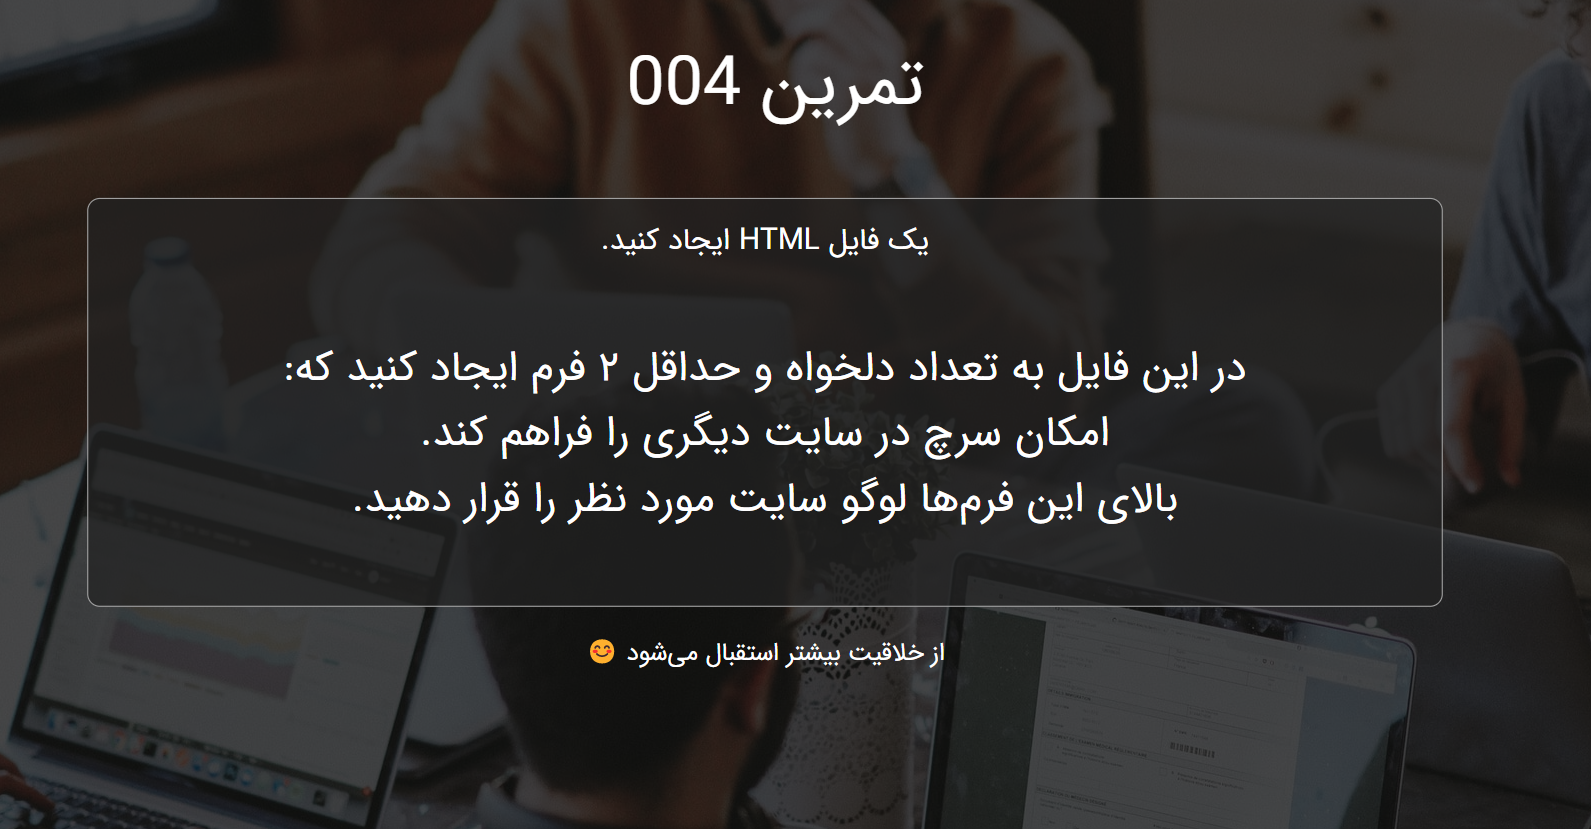 تمرین 004
یک فایل HTML ایجاد کنید.
در این فایل به تعداد دلخواه و حداقل ۲ فرم ایجاد کنید که:
امکان سرچ در سایت دیگری را فراهم کند.
بالای این فرم‌ها لوگو سایت مورد نظر را قرار دهید.
از خلاقیت بیشتر استقبال می‌شود 😊